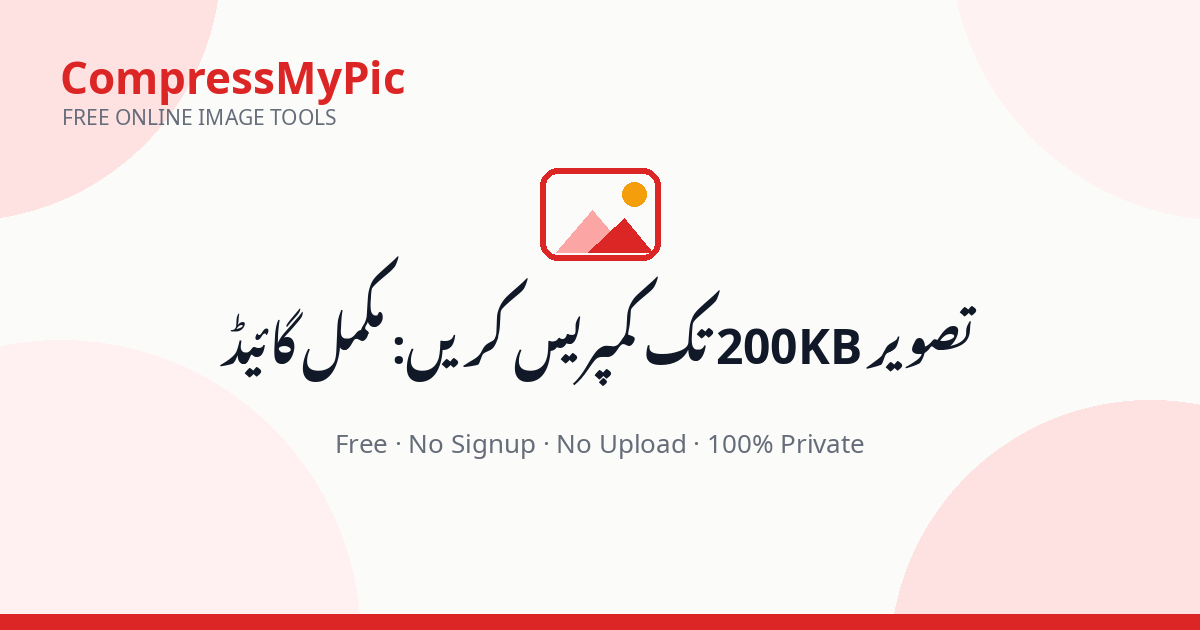 CompressMyPic
FREE ONLINE IMAGE TOOLS
تصویر 200KB تک کمپریس کریں: مکمل گائیڈ
Free · No Signup · No Upload · 100% Private